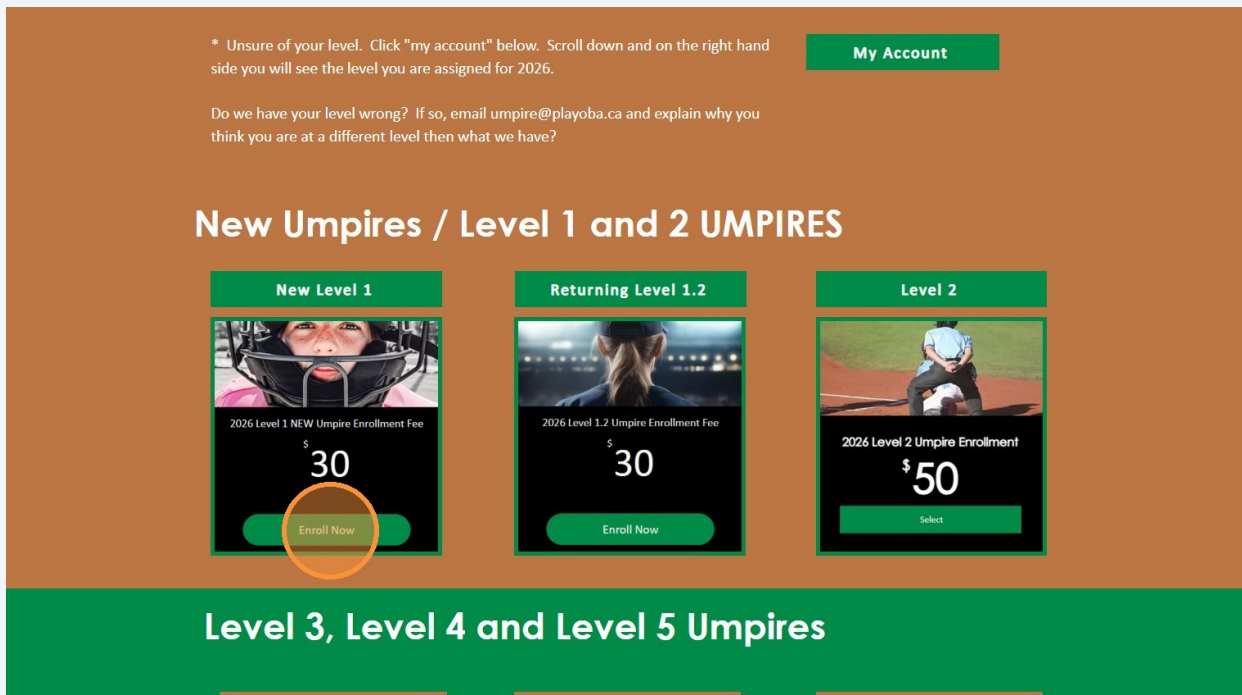 * Unsure of your level. Click "my account" below. Scroll down and on the right hand
side you will see the level you are assigned for 2026.
My Account
Do we have your level wrong? If so, email umpire@playoba.ca and explain why you
think you are at a different level then what we have?
New Umpires / Level 1 and 2 UMPIRES
New Level 1
Returning Level 1.2
Level 2
2026 Level 1 NEW Umpire Enrollment Fee
$30
Enroll Now
2026 Level 1.2 Umpire Enrollment Fee
$30
Enroll Now
2026 Level 2 Umpire Enrollment
$50
Select
Level 3, Level 4 and Level 5 Umpires